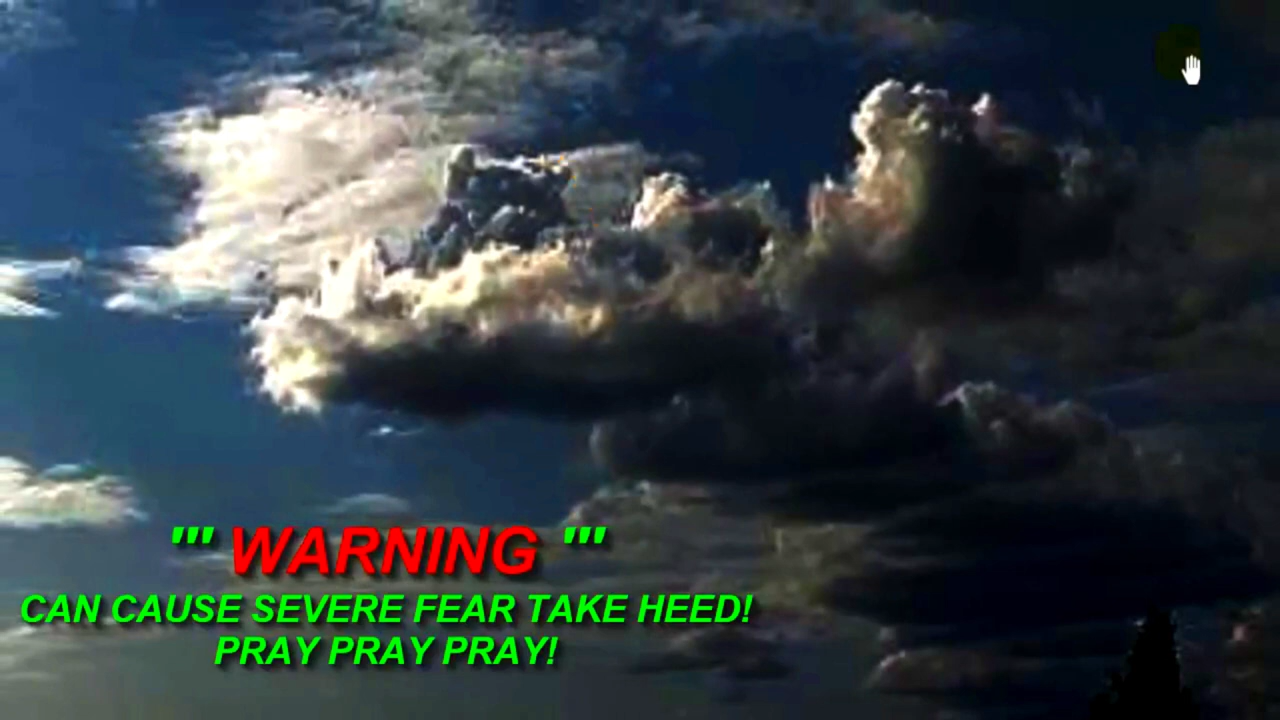 ''' WARNING '''
CAN CAUSE SEVERE FEAR TAKE HEED!
PRAY PRAY PRAY!